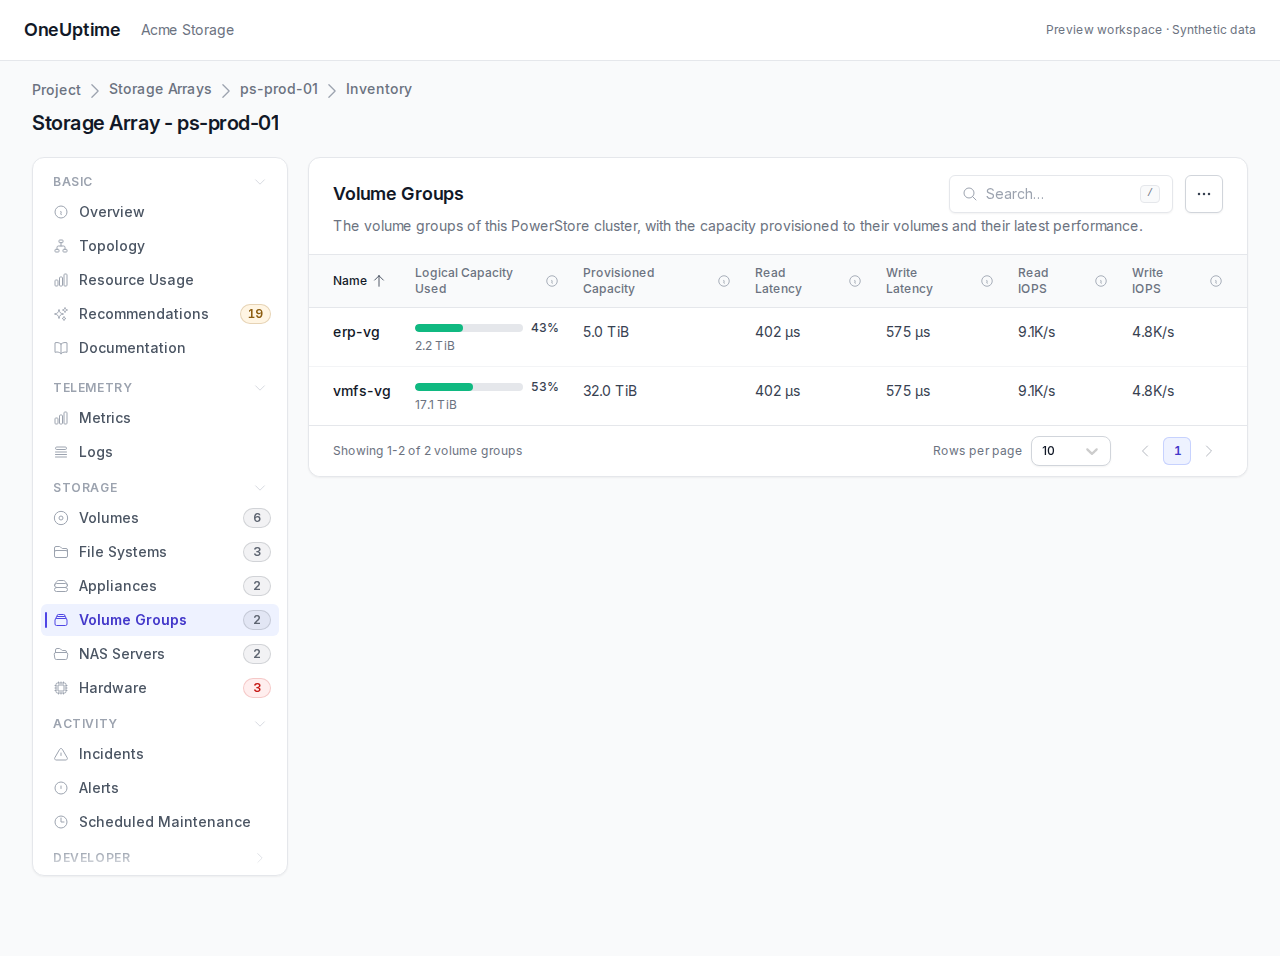 OneUptime Acme Storage Preview workspace · Synthetic data
Project Storage Arrays ps-prod-01 Inventory
Storage Array - ps-prod-01
BASIC
Overview
Topology
Resource Usage
Recommendations 19
Documentation
TELEMETRY
Metrics
Logs
STORAGE
Volumes 6
File Systems 3
Appliances 2
Volume Groups 2
NAS Servers 2
Hardware 3
ACTIVITY
Incidents
Alerts
Scheduled Maintenance
DEVELOPER
Volume Groups Search... /
The volume groups of this PowerStore cluster, with the capacity provisioned to their volumes and their latest performance.
Name Logical Capacity Used Provisioned Capacity Read Latency Write Latency Read IOPS Write IOPS
erp-vg 43% 5.0 TiB 402 µs 575 µs 9.1K/s 4.8K/s
2.2 TiB
vmfs-vg 53% 32.0 TiB 402 µs 575 µs 9.1K/s 4.8K/s
17.1 TiB
Showing 1-2 of 2 volume groups Rows per page 10 1